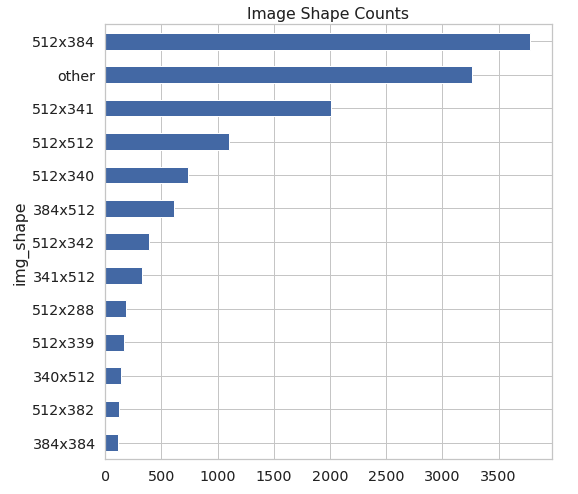 Image Shape Counts
img_shape
512x384
other
512x341
512x512
512x340
384x512
512x342
341x512
512x288
512x339
340x512
512x382
384x384
0 500 1000 1500 2000 2500 3000 3500